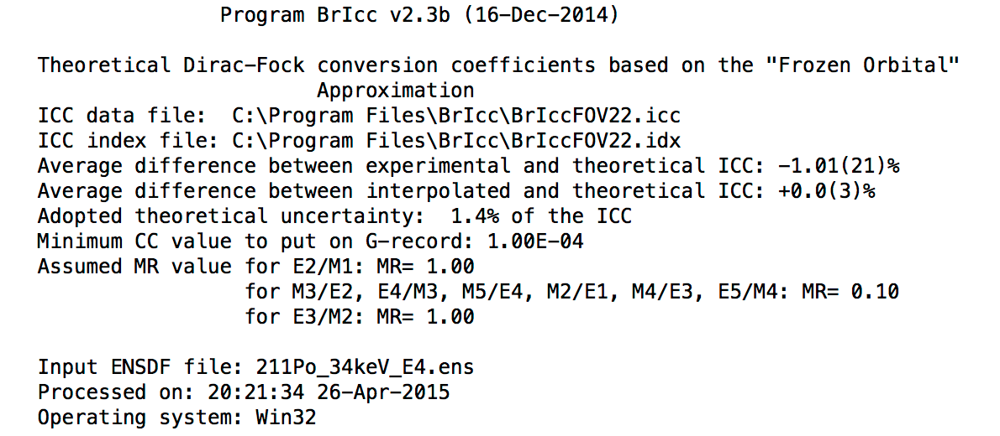 Program BrIcc v2.3b (16-Dec-2014)
Theoretical Dirac-Fock conversion coefficients based on the "Frozen Orbital"
Approximation
ICC data file:  C:\Program Files\BrIcc\BrIccFOV22.icc
ICC index file: C:\Program Files\BrIcc\BrIccFOV22.idx
Average difference between experimental and theoretical ICC: -1.01(21)%
Average difference between interpolated and theoretical ICC: +0.0(3)%
Adopted theoretical uncertainty:  1.4% of the ICC
Minimum CC value to put on G-record: 1.00E-04
Assumed MR value for E2/M1: MR= 1.00
for M3/E2, E4/M3, M5/E4, M2/E1, M4/E3, E5/M4: MR= 0.10
for E3/M2: MR= 1.00
Input ENSDF file: 211Po_34keV_E4.ens
Processed on: 20:21:34 26-Apr-2015
Operating system: Win32